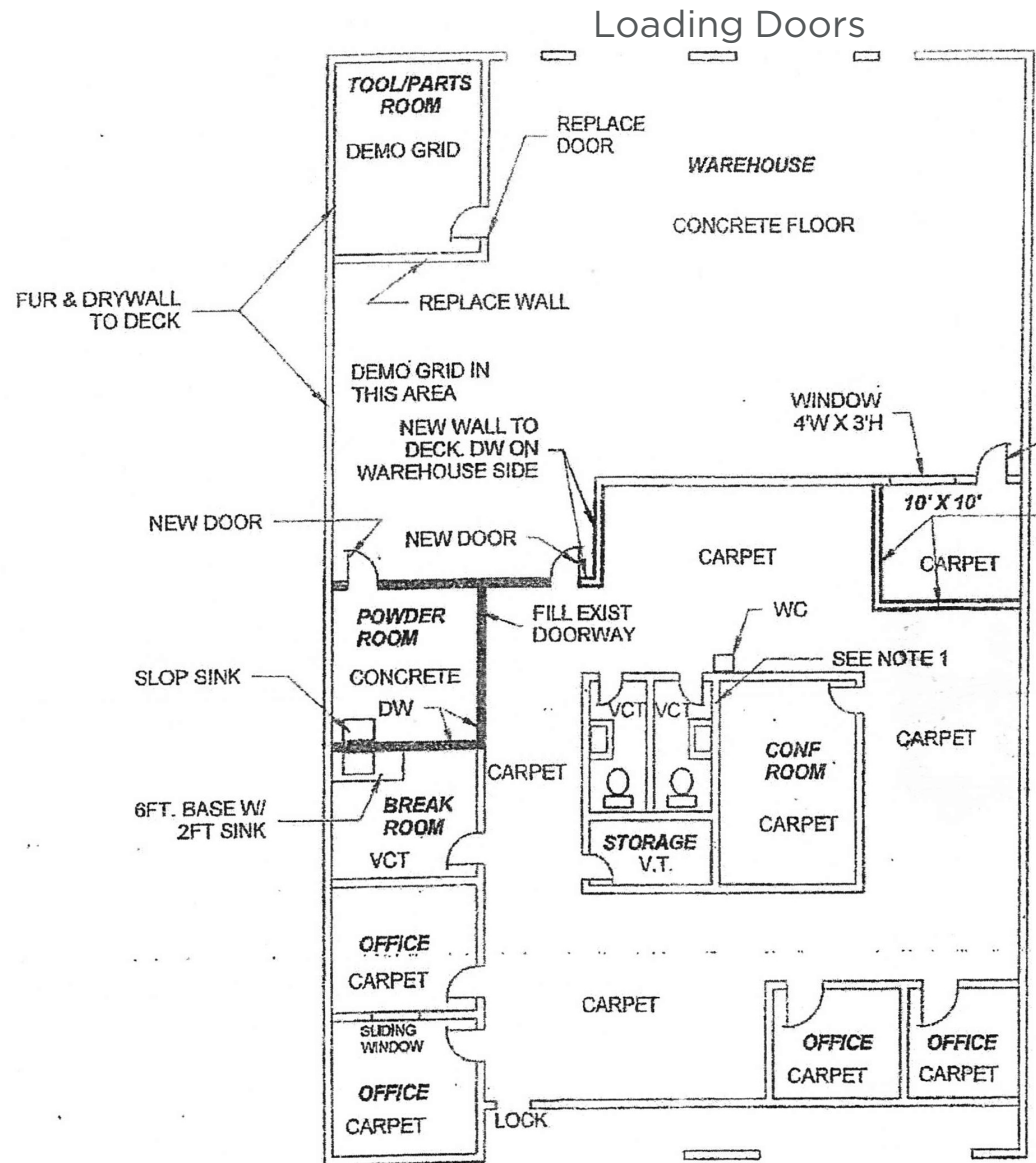 Loading Doors
TOOL/PARTS
ROOM
DEMO GRID
REPLACE
DOOR
WAREHOUSE
CONCRETE FLOOR
FUR & DRYWALL
TO DECK
REPLACE WALL
DEMO GRID IN
THIS AREA
NEW WALL TO
DECK. DW ON
WAREHOUSE SIDE
WINDOW
4'W X 3'H
10' X 10'
CARPET
NEW DOOR
NEW DOOR
CARPET
POWDER
ROOM
CONCRETE
DW
FILL EXIST
DOORWAY
WC
SEE NOTE 1
SLOP SINK
VCT
VCT
CONF
ROOM
CARPET
CARPET
CARPET
6FT. BASE W/
2FT SINK
BREAK
ROOM
VCT
STORAGE
V.T.
OFFICE
CARPET
SLIDING
WINDOW
OFFICE
CARPET
CARPET
OFFICE
CARPET
OFFICE
CARPET
LOCK